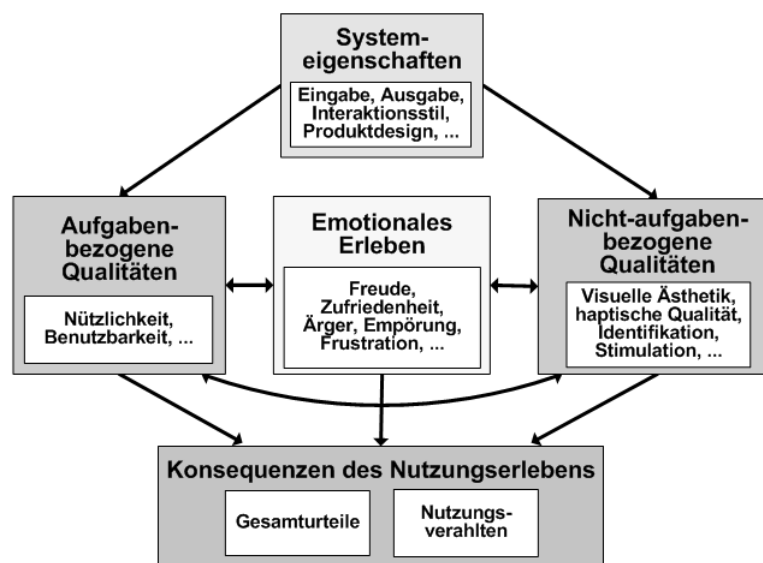 System-
eigenschaften
Eingabe, Ausgabe,
Interaktionsstil,
Produktdesign, ...
Aufgaben-
bezogene
Qualitäten
Nützlichkeit,
Benutzbarkeit, ...
Emotionales
Erleben
Freude,
Zufriedenheit,
Ärger, Empörung,
Frustration, ...
Nicht-aufgaben-
bezogene
Qualitäten
Visuelle Ästhetik,
haptische Qualität,
Identifikation,
Stimulation, ...
Konsequenzen des Nutzungserlebens
Gesamturteile
Nutzungs-
verahlten